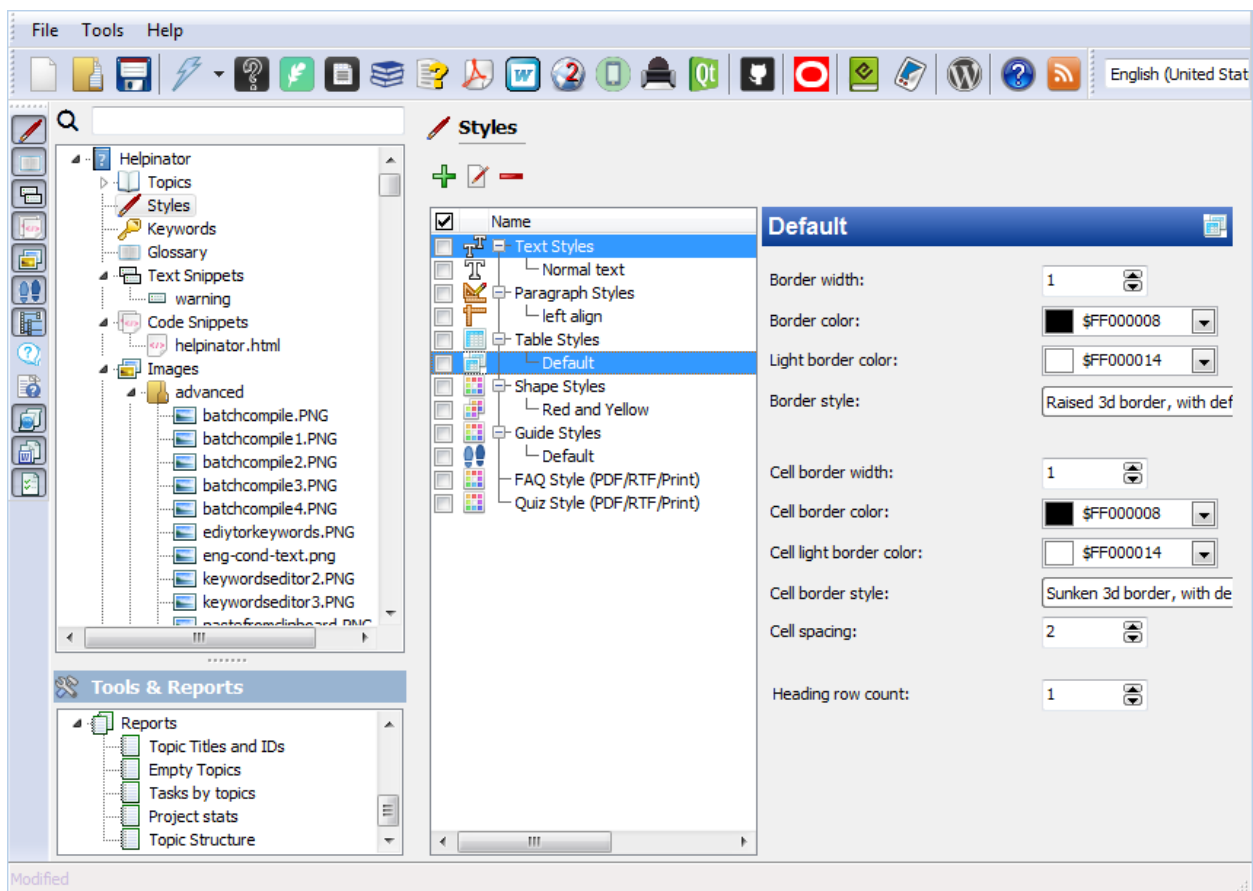 File Tools Help
English (United Stat
Helpinator
Topics
Styles
Keywords
Glossary
Text Snippets
warning
Code Snippets
helpinator.html
Images
advanced
batchcompile.PNG
batchcompile1.PNG
batchcompile2.PNG
batchcompile3.PNG
batchcompile4.PNG
ediytorkeywords.PNG
eng-cond-text.png
keywordseditor2.PNG
keywordseditor3.PNG
pastefromclipboard.PNG
Tools & Reports
Reports
Topic Titles and IDs
Empty Topics
Tasks by topics
Project stats
Topic Structure
Styles
Name
Text Styles
Normal text
Paragraph Styles
left align
Table Styles
Default
Shape Styles
Red and Yellow
Guide Styles
Default
FAQ Style (PDF/RTF/Print)
Quiz Style (PDF/RTF/Print)
Default
Border width: 1
Border color: $FF000008
Light border color: $FF000014
Border style: Raised 3d border, with def
Cell border width: 1
Cell border color: $FF000008
Cell light border color: $FF000014
Cell border style: Sunken 3d border, with de
Cell spacing: 2
Heading row count: 1
Modified